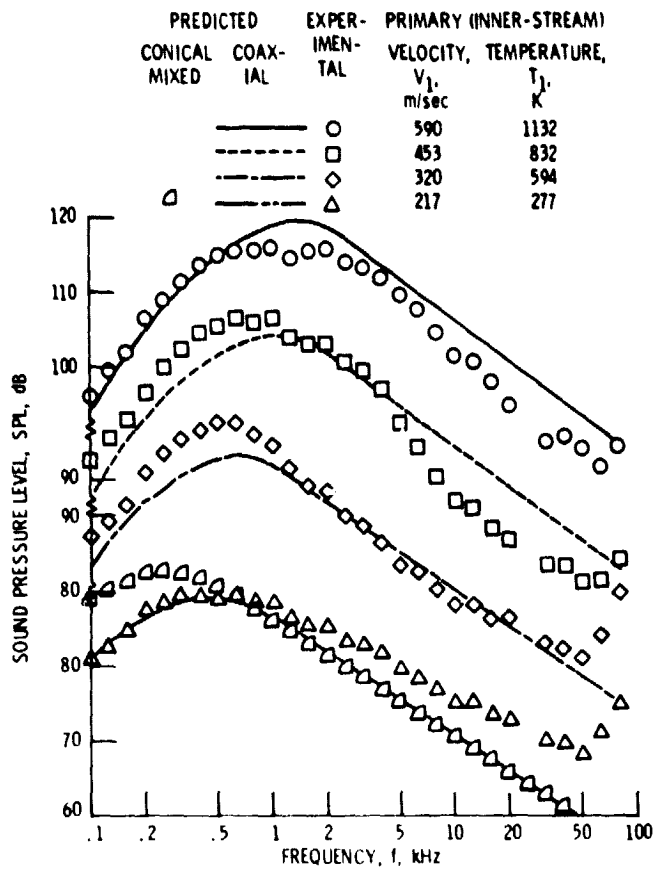 PREDICTED EXPER- PRIMARY (INNER-STREAM)
CONICAL COAX- IMEN- VELOCITY, TEMPERATURE,
MIXED IAL TAL V1, T1,
m/sec K
590 1132
453 832
320 594
217 277
120
110
100
90
90
80
80
70
60
SOUND PRESSURE LEVEL, SPL, dB
.1 .2 .5 1 2 5 10 20 50 100
FREQUENCY, f, kHz